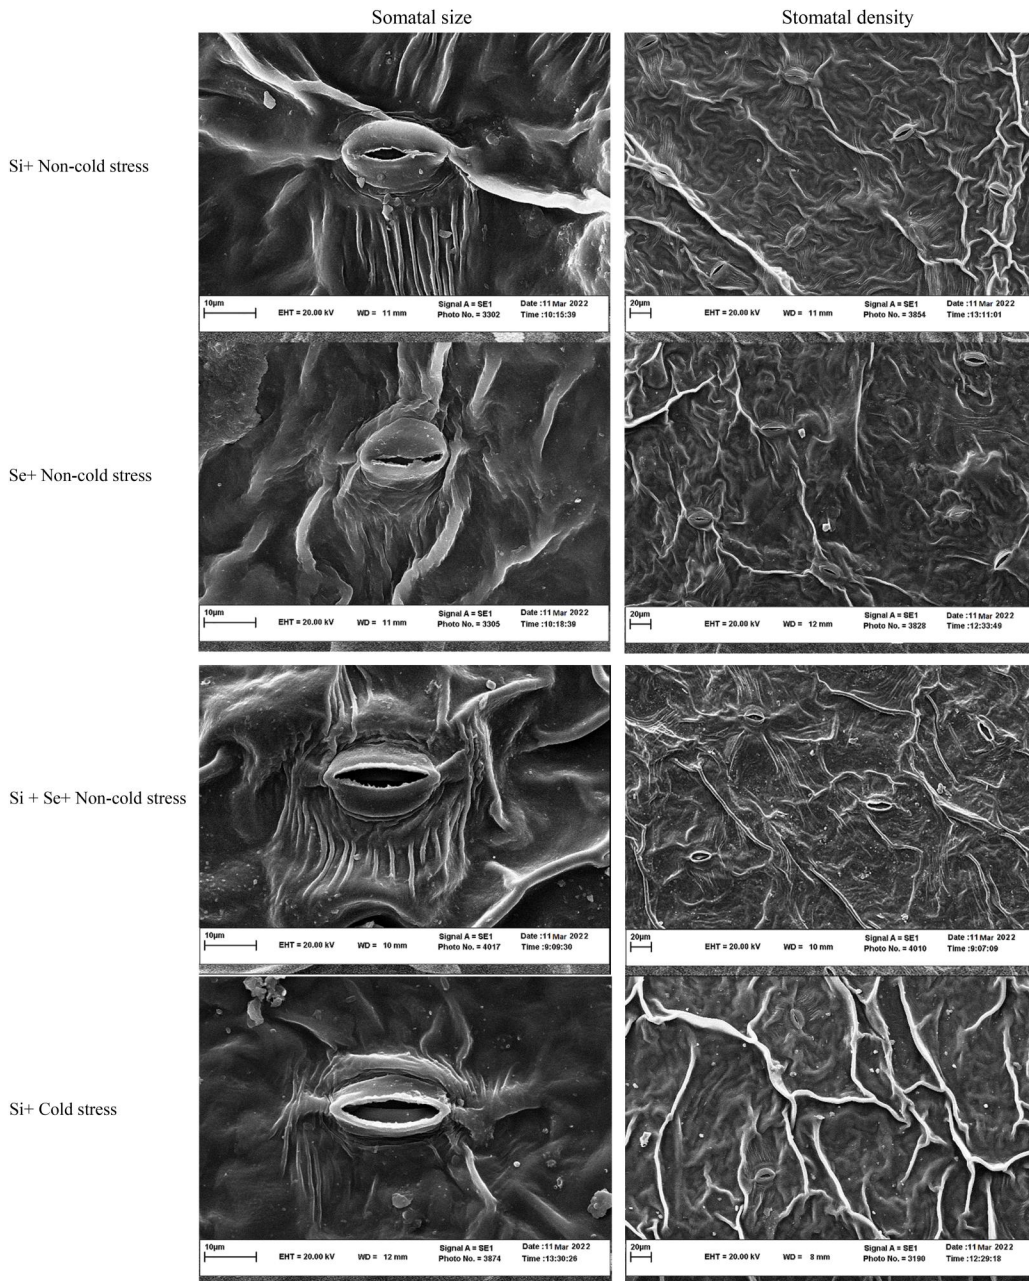 Somatal size
Stomatal density
Si+ Non-cold stress
10µm
EHT = 20.00 kV
WD = 11 mm
Signal A = SE1
Photo No. = 3302
Date :11 Mar 2022
Time :10:15:39
20µm
EHT = 20.00 kV
WD = 11 mm
Signal A = SE1
Photo No. = 3854
Date :11 Mar 2022
Time :13:11:01
Se+ Non-cold stress
10µm
EHT = 20.00 kV
WD = 11 mm
Signal A = SE1
Photo No. = 3305
Date :11 Mar 2022
Time :10:18:39
20µm
EHT = 20.00 kV
WD = 12 mm
Signal A = SE1
Photo No. = 3828
Date :11 Mar 2022
Time :12:33:49
Si + Se+ Non-cold stress
10µm
EHT = 20.00 kV
WD = 10 mm
Signal A = SE1
Photo No. = 4017
Date :11 Mar 2022
Time :9:09:30
20µm
EHT = 20.00 kV
WD = 10 mm
Signal A = SE1
Photo No. = 4010
Date :11 Mar 2022
Time :9:07:09
Si+ Cold stress
10µm
EHT = 20.00 kV
WD = 12 mm
Signal A = SE1
Photo No. = 3874
Date :11 Mar 2022
Time :13:30:26
20µm
EHT = 20.00 kV
WD = 8 mm
Signal A = SE1
Photo No. = 3190
Date :11 Mar 2022
Time :12:29:18